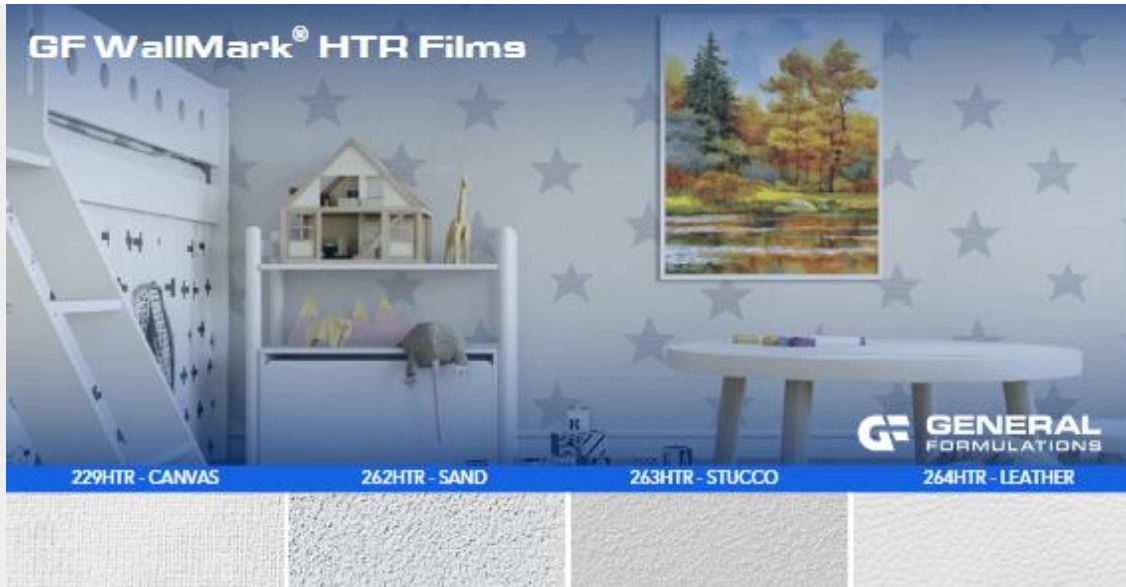 GF WallMark® HTR Films
GENERAL
FORMULATIONS
229HTR - CANVAS
262HTR - SAND
263HTR - STUCCO
264HTR - LEATHER